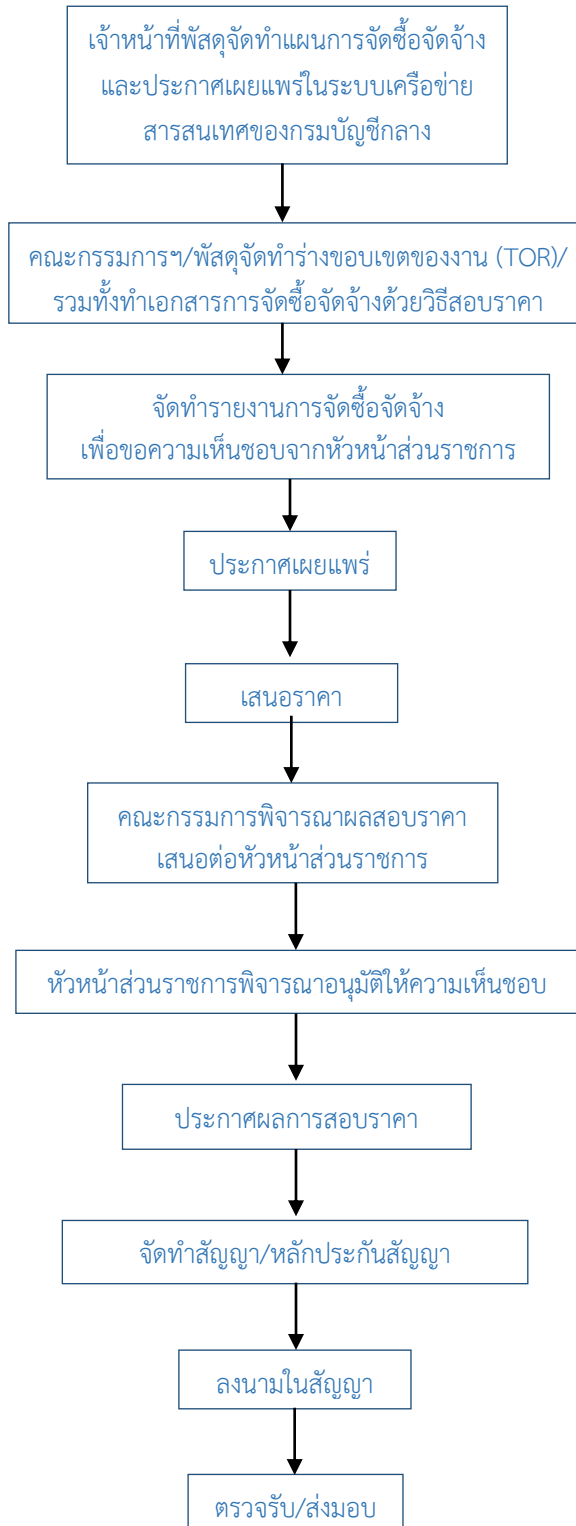 เจ้าหน้าที่พัสดุจัดทำแผนการจัดซื้อจัดจ้าง
และประกาศเผยแพร่ในระบบเครือข่าย
สารสนเทศของกรมบัญชีกลาง
คณะกรรมการฯ/พัสดุจัดทำร่างขอบเขตของงาน (TOR)/
รวมทั้งทำเอกสารการจัดซื้อจัดจ้างด้วยวิธีสอบราคา
จัดทำรายงานการจัดซื้อจัดจ้าง
เพื่อขอความเห็นชอบจากหัวหน้าส่วนราชการ
ประกาศเผยแพร่
เสนอราคา
คณะกรรมการพิจารณาผลสอบราคา
เสนอต่อหัวหน้าส่วนราชการ
หัวหน้าส่วนราชการพิจารณาอนุมัติให้ความเห็นชอบ
ประกาศผลการสอบราคา
จัดทำสัญญา/หลักประกันสัญญา
ลงนามในสัญญา
ตรวจรับ/ส่งมอบ